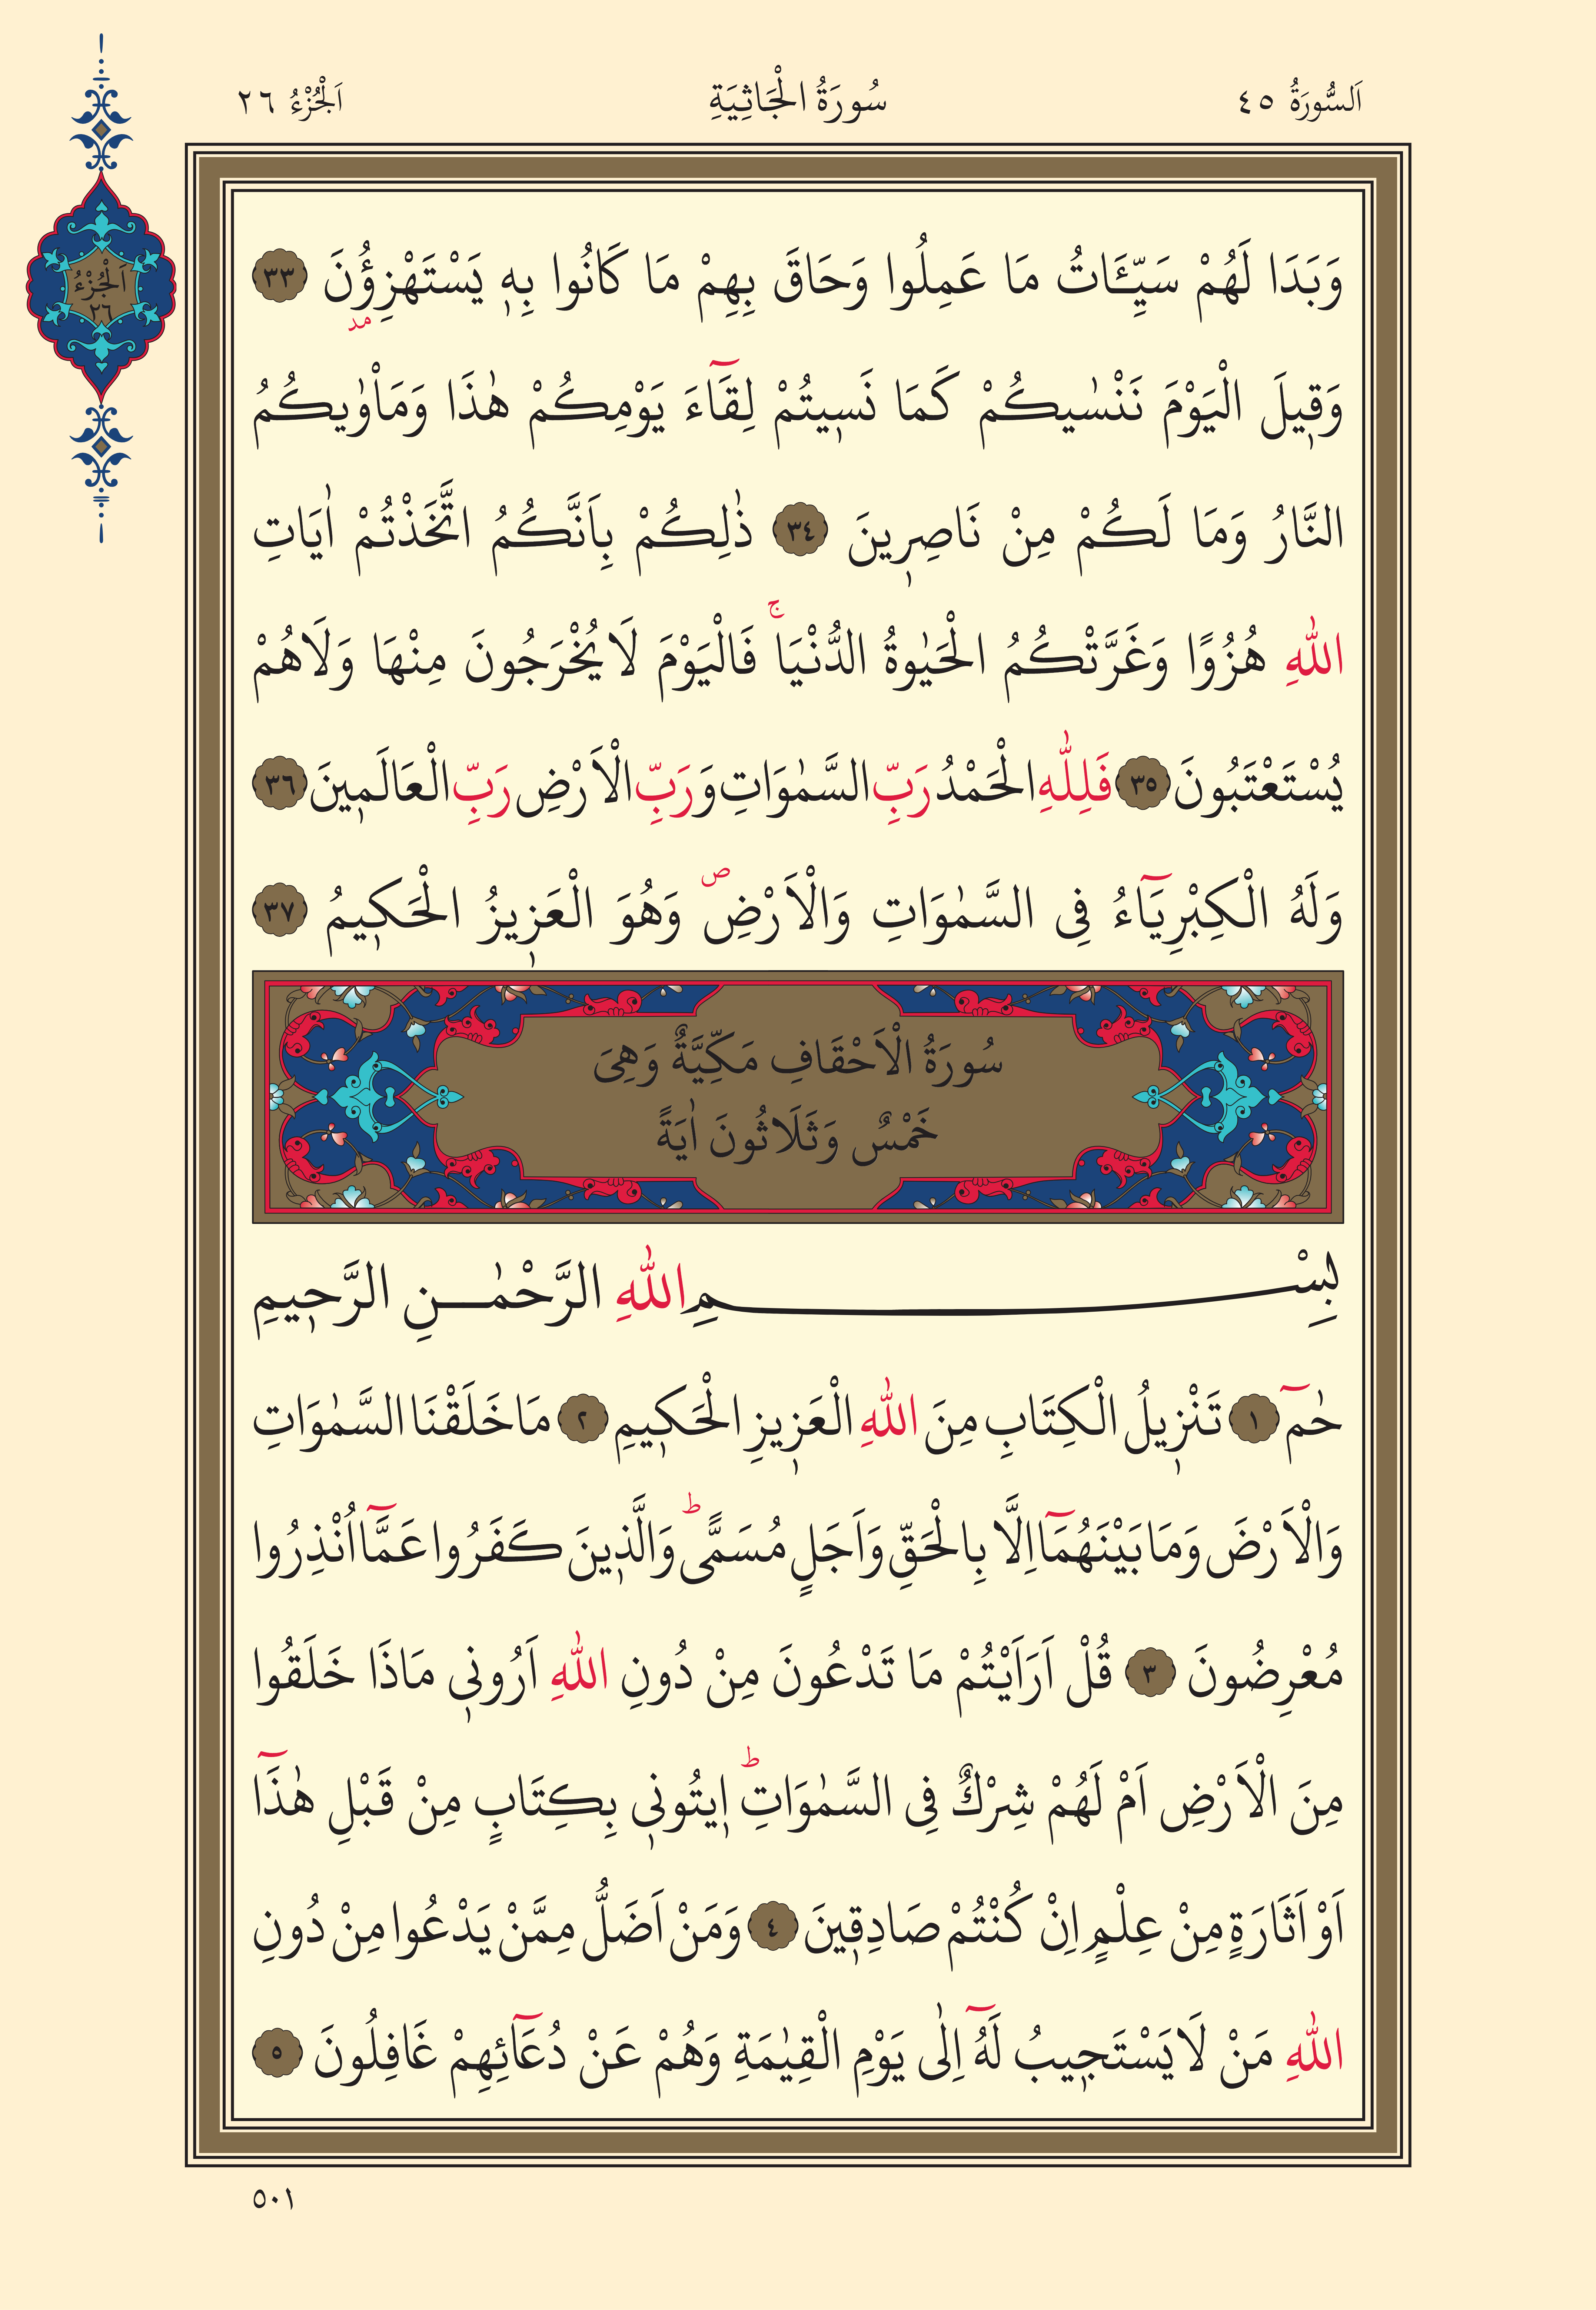 اَلسُّورَةُ ٤٥
سُورَةُ الْجَاثِيَةِ
اَلْجُزْءُ ٢٦
اَلْجُزْءُ
٢٦
وَبَدَا لَهُمْ سَيِّـَٔاتُ مَا عَمِلُوا وَحَاقَ بِهِمْ مَا كَانُوا بِهٖ يَسْتَهْزِؤُ۫نَ ٣٣
مد
وَقٖيلَ الْيَوْمَ نَنْسٰيكُمْ كَمَا نَسٖيتُمْ لِقَٓاءَ يَوْمِكُمْ هٰذَا وَمَاْوٰيكُمُ
النَّارُ وَمَا لَكُمْ مِنْ نَاصِرٖينَ ٣٤ ذٰلِكُمْ بِاَنَّكُمُ اتَّخَذْتُمْ اٰيَاتِ
اللّٰهِ هُزُوًا وَغَرَّتْكُمُ الْحَيٰوةُ الدُّنْيَاۚ فَالْيَوْمَ لَا يُخْرَجُونَ مِنْهَا وَلَاهُمْ
يُسْتَعْتَبُونَ ٣٥ فَلِلّٰهِ الْحَمْدُ رَبِّ السَّمٰوَاتِ وَرَبِّ الْاَرْضِ رَبِّ الْعَالَمٖينَ ٣٦
وَلَهُ الْكِبْرِيَٓاءُ فِى السَّمٰوَاتِ وَالْاَرْضِ ص وَهُوَ الْعَزٖيزُ الْحَكٖيمُ ٣٧
سُورَةُ الْاَحْقَافِ مَكِّيَّةٌ وَهِىَ
خَمْسٌ وَثَلَاثُونَ اٰيَةً
بِسْمِ اللّٰهِ الرَّحْمٰنِ الرَّحٖيمِ
حٰمٓ ١ تَنْزٖيلُ الْكِتَابِ مِنَ اللّٰهِ الْعَزٖيزِ الْحَكٖيمِ ٢ مَا خَلَقْنَا السَّمٰوَاتِ
وَالْاَرْضَ وَمَا بَيْنَهُمَٓا اِلَّا بِالْحَقِّ وَاَجَلٍ مُسَمًّىؕ وَالَّذٖينَ كَفَرُوا عَمَّٓا اُنْذِرُوا
مُعْرِضُونَ ٣ قُلْ اَرَاَيْتُمْ مَا تَدْعُونَ مِنْ دُونِ اللّٰهِ اَرُونٖى مَاذَا خَلَقُوا
مِنَ الْاَرْضِ اَمْ لَهُمْ شِرْكٌ فِى السَّمٰوَاتِؕ اٖيتُونٖى بِكِتَابٍ مِنْ قَبْلِ هٰذَٓا
اَوْ اَثَارَةٍ مِنْ عِلْمٍ اِنْ كُنْتُمْ صَادِقٖينَ ٤ وَمَنْ اَضَلُّ مِمَّنْ يَدْعُوا مِنْ دُونِ
اللّٰهِ مَنْ لَا يَسْتَجٖيبُ لَهُٓ اِلٰى يَوْمِ الْقِيٰمَةِ وَهُمْ عَنْ دُعَٓائِهِمْ غَافِلُونَ ٥
٥٠١